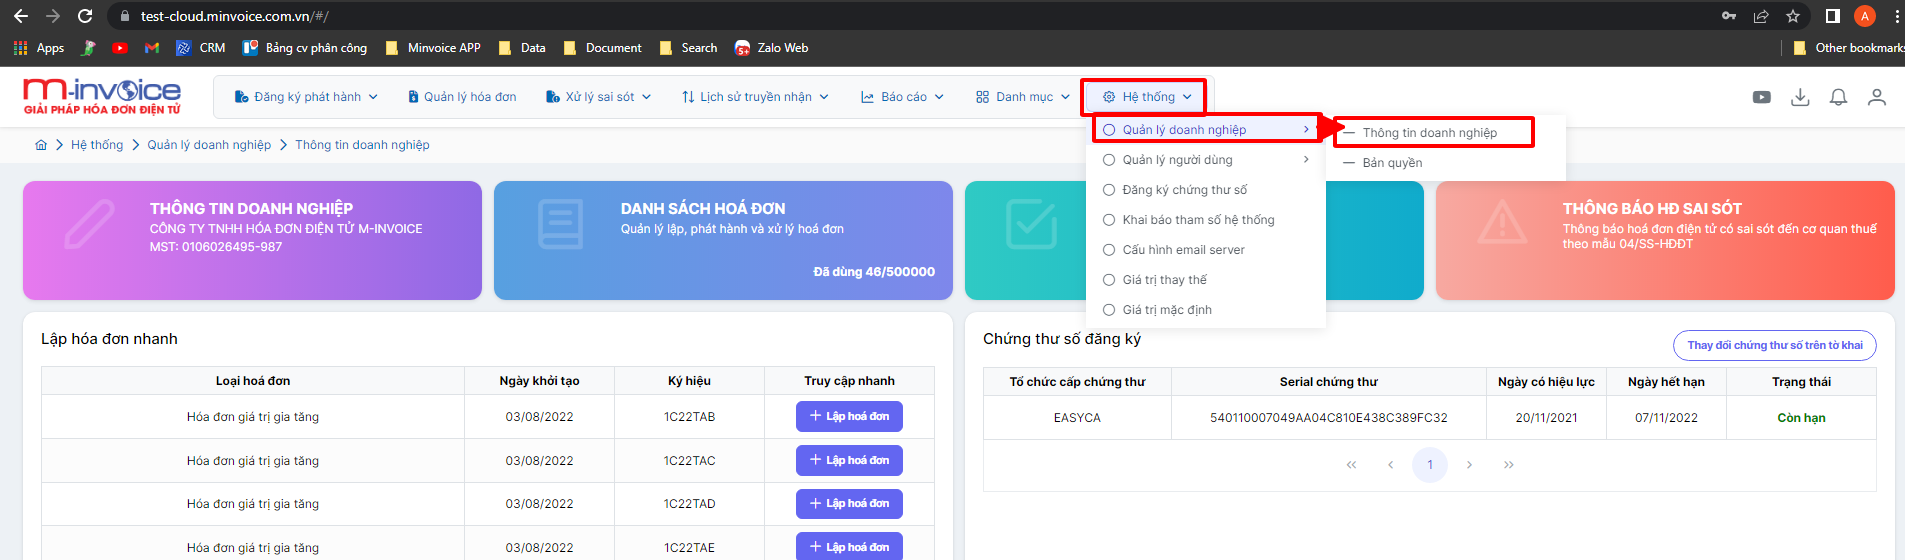 test-cloud.minvoice.com.vn/#/
A
Apps
CRM
Bảng cv phân công
Minvoice APP
Data
Document
Search
Zalo Web
Other bookmarks
m-invoice
GIẢI PHÁP HÓA ĐƠN ĐIỆN TỬ
Đăng ký phát hành
Quản lý hóa đơn
Xử lý sai sót
Lịch sử truyền nhận
Báo cáo
Danh mục
Hệ thống
Quản lý doanh nghiệp
Quản lý người dùng
Đăng ký chứng thư số
Khai báo tham số hệ thống
Cấu hình email server
Giá trị thay thế
Giá trị mặc định
Thông tin doanh nghiệp
Bản quyền
Hệ thống
Quản lý doanh nghiệp
Thông tin doanh nghiệp
THÔNG TIN DOANH NGHIỆP
CÔNG TY TNHH HÓA ĐƠN ĐIỆN TỬ M-INVOICE
MST: 0106026495-987
DANH SÁCH HOÁ ĐƠN
Quản lý lập, phát hành và xử lý hoá đơn
Đã dùng 46/500000
THÔNG BÁO HĐ SAI SÓT
Thông báo hoá đơn điện tử có sai sót đến cơ quan thuế
theo mẫu 04/SS-HĐĐT
Lập hóa đơn nhanh
Loại hoá đơn Ngày khởi tạo Ký hiệu Truy cập nhanh
Hóa đơn giá trị gia tăng 03/08/2022 1C22TAB + Lập hoá đơn
Hóa đơn giá trị gia tăng 03/08/2022 1C22TAC + Lập hoá đơn
Hóa đơn giá trị gia tăng 03/08/2022 1C22TAD + Lập hoá đơn
Hóa đơn giá trị gia tăng 03/08/2022 1C22TAE + Lập hoá đơn
Chứng thư số đăng ký
Thay đổi chứng thư số trên tờ khai
Tổ chức cấp chứng thư Serial chứng thư Ngày có hiệu lực Ngày hết hạn Trạng thái
EASYCA 540110007049AA04C810E438C389FC32 20/11/2021 07/11/2022 Còn hạn
1